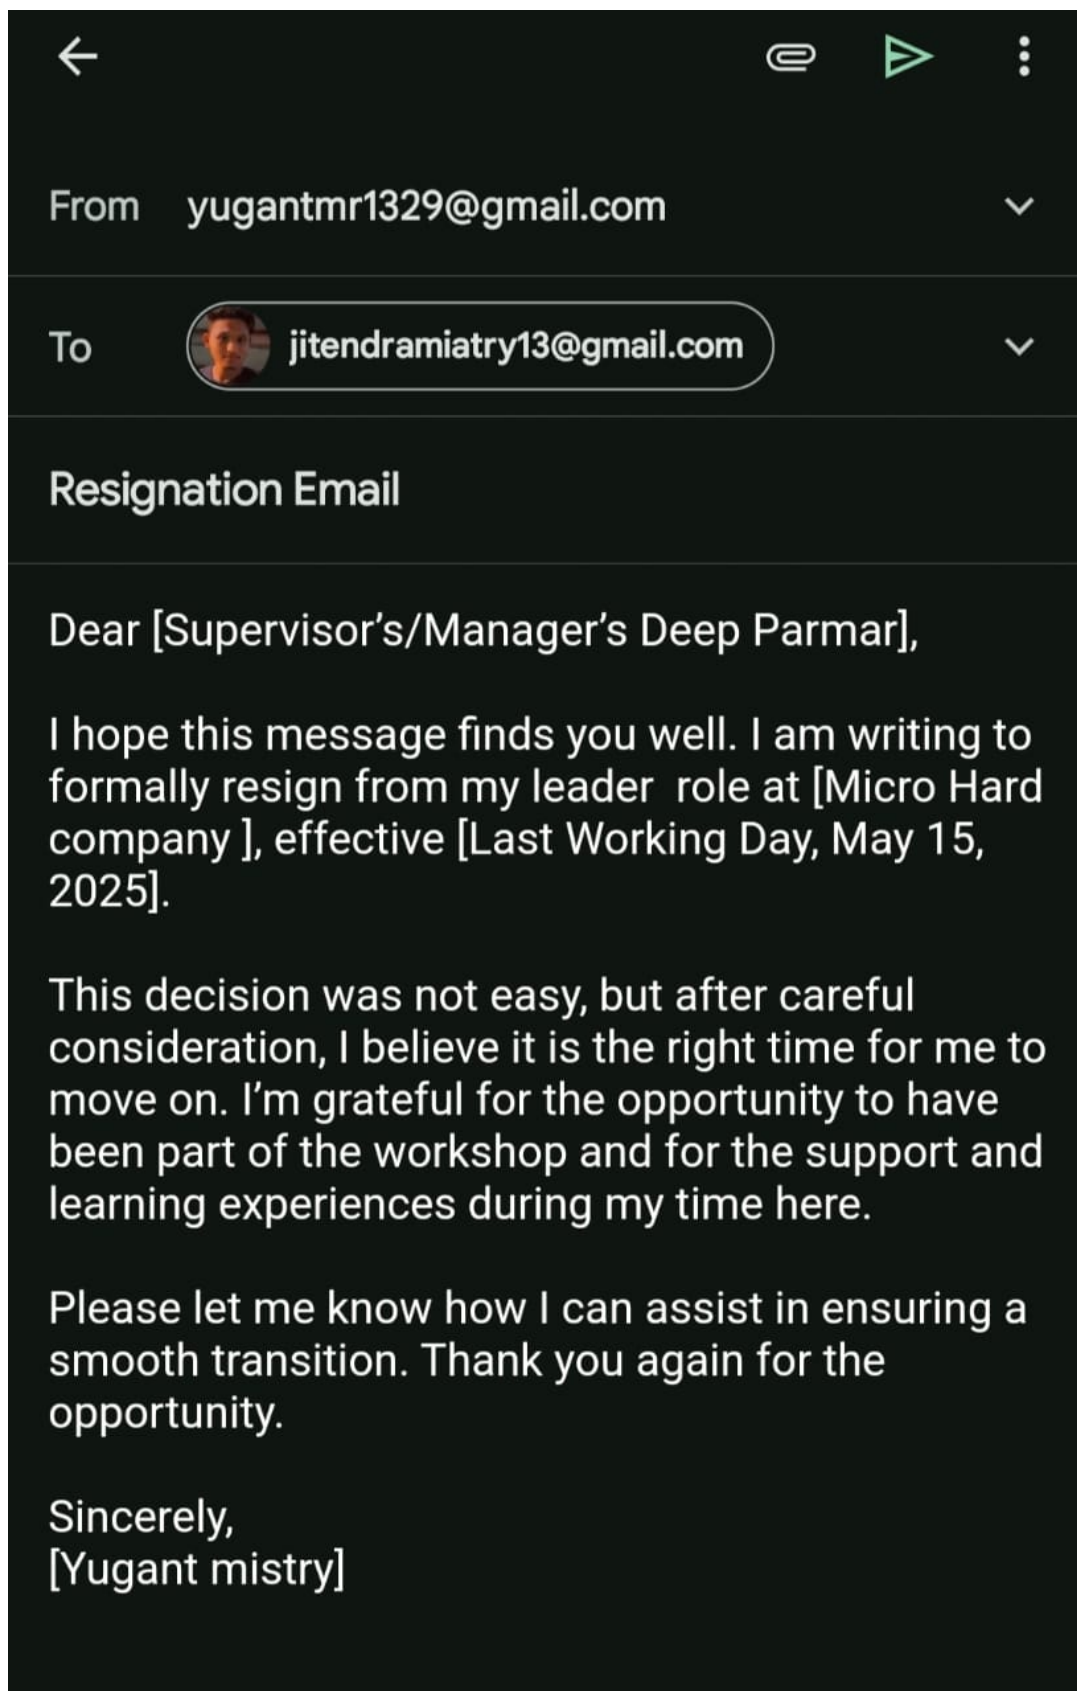 From yugantmr1329@gmail.com
To jitendramiatry13@gmail.com
Resignation Email
Dear [Supervisor’s/Manager’s Deep Parmar],
I hope this message finds you well. I am writing to
formally resign from my leader  role at [Micro Hard
company ], effective [Last Working Day, May 15,
2025].
This decision was not easy, but after careful
consideration, I believe it is the right time for me to
move on. I’m grateful for the opportunity to have
been part of the workshop and for the support and
learning experiences during my time here.
Please let me know how I can assist in ensuring a
smooth transition. Thank you again for the
opportunity.
Sincerely,
[Yugant mistry]